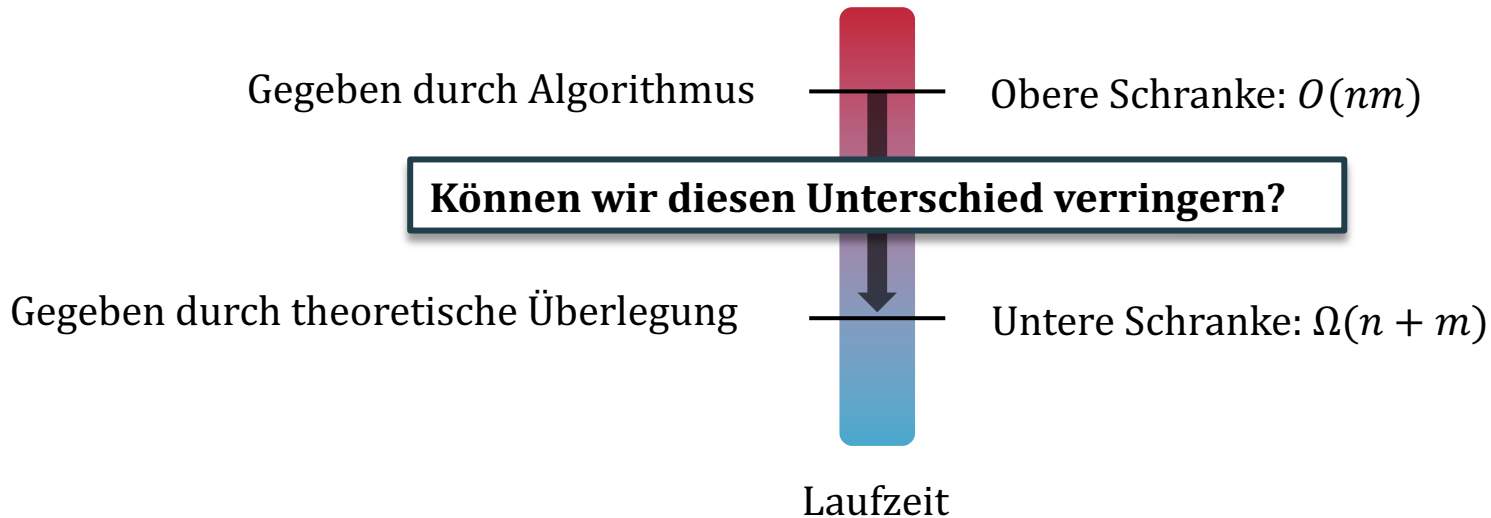 Gegeben durch Algorithmus
Obere Schranke: O(nm)
Können wir diesen Unterschied verringern?
Gegeben durch theoretische Überlegung
Untere Schranke: Ω(n + m)
Laufzeit